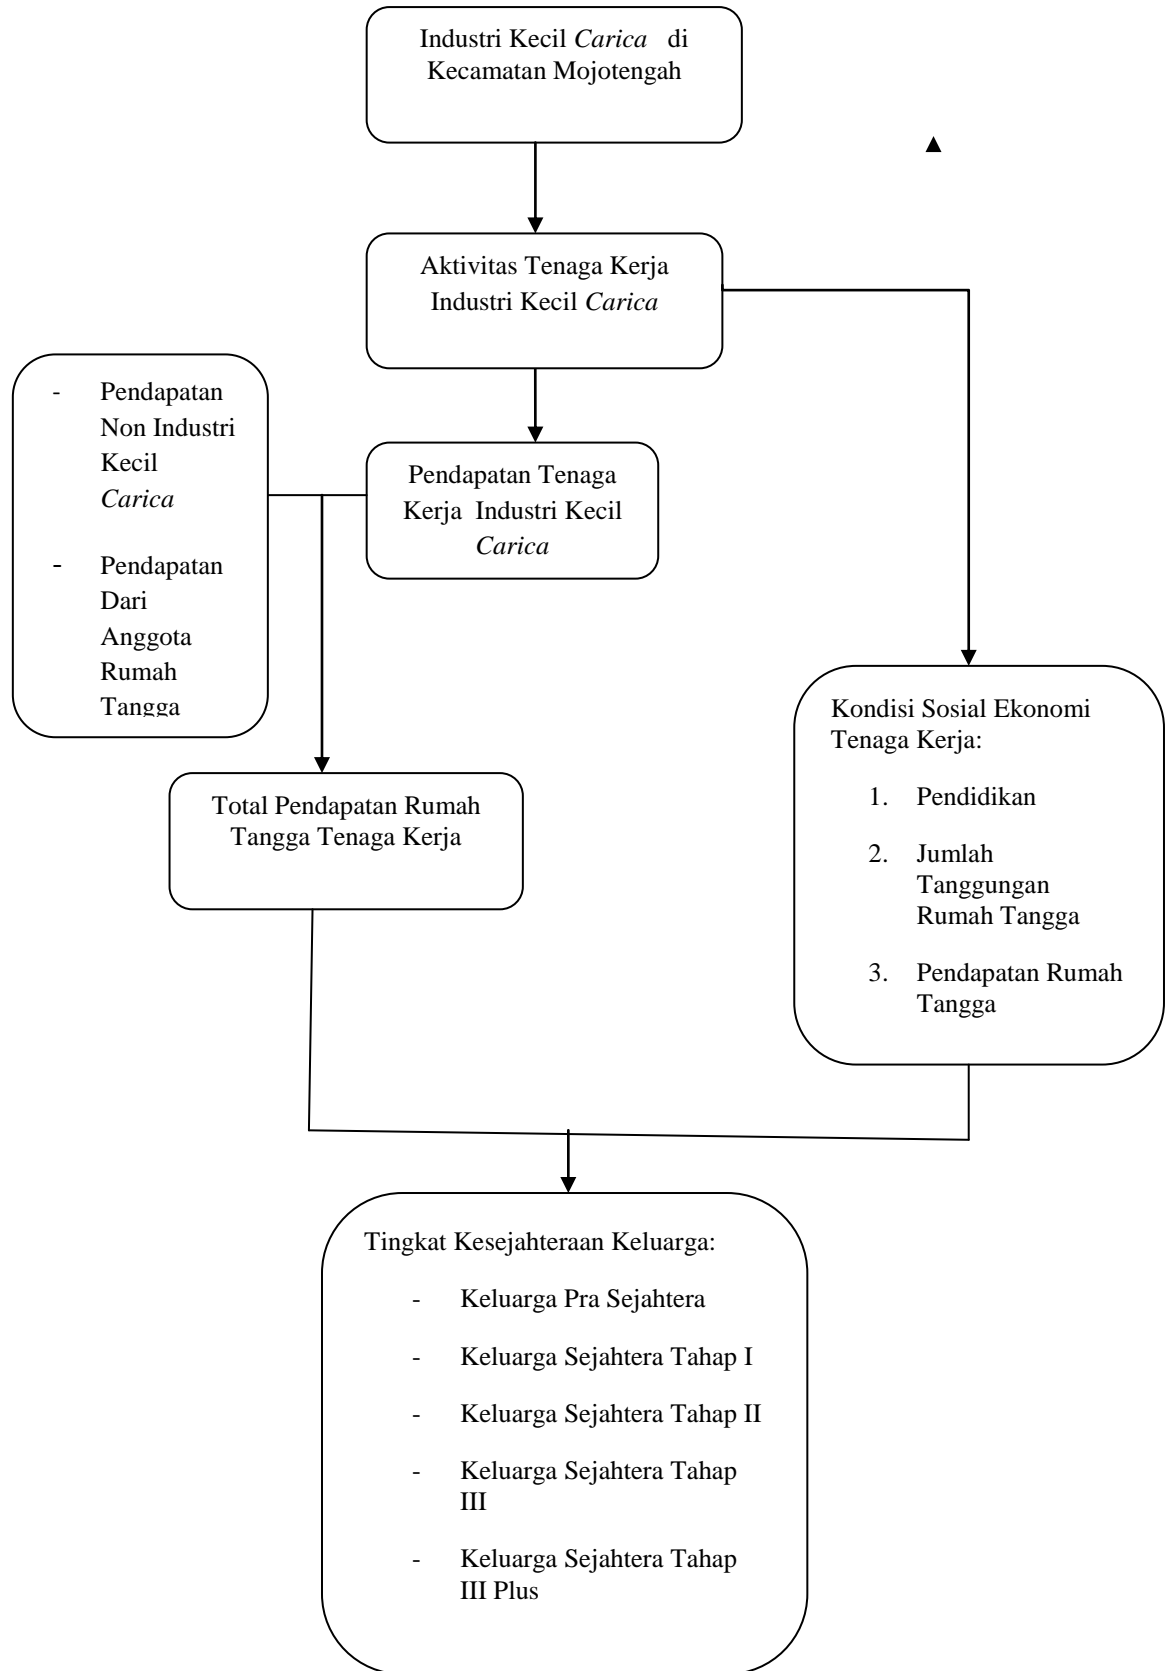 Industri Kecil Carica di
Kecamatan Mojotengah
▲
Aktivitas Tenaga Kerja
Industri Kecil Carica
- Pendapatan
Non Industri
Kecil
Carica
- Pendapatan
Dari
Anggota
Rumah
Tangga
Pendapatan Tenaga
Kerja Industri Kecil
Carica
Total Pendapatan Rumah
Tangga Tenaga Kerja
Kondisi Sosial Ekonomi
Tenaga Kerja:
1. Pendidikan
2. Jumlah
Tanggungan
Rumah Tangga
3. Pendapatan Rumah
Tangga
Tingkat Kesejahteraan Keluarga:
- Keluarga Pra Sejahtera
- Keluarga Sejahtera Tahap I
- Keluarga Sejahtera Tahap II
- Keluarga Sejahtera Tahap
III
- Keluarga Sejahtera Tahap
III Plus